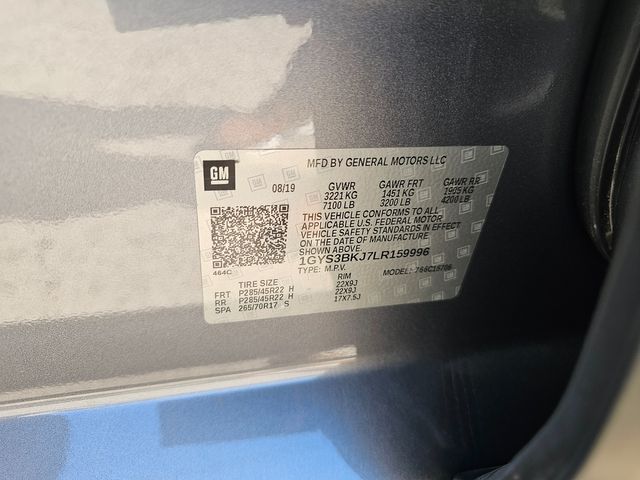 GM
MFD BY GENERAL MOTORS LLC
08/19 GVWR GAWR FRT GAWR RR
3221 KG 1451 KG 1905 KG
7100 LB 3200 LB 4200 LB
THIS VEHICLE CONFORMS TO ALL
APPLICABLE U.S. FEDERAL MOTOR
VEHICLE SAFETY STANDARDS IN EFFECT
ON THE DATE OF MANUFACTURE
SHOWN ABOVE.
464C
1GYS3BKJ7LR159996
TYPE: M.P.V. MODEL: 766C15706
TIRE SIZE RIM
FRT P285/45R22 H 22X9J
RR P285/45R22 H 22X9J
SPA 265/70R17 S 17X7.5J